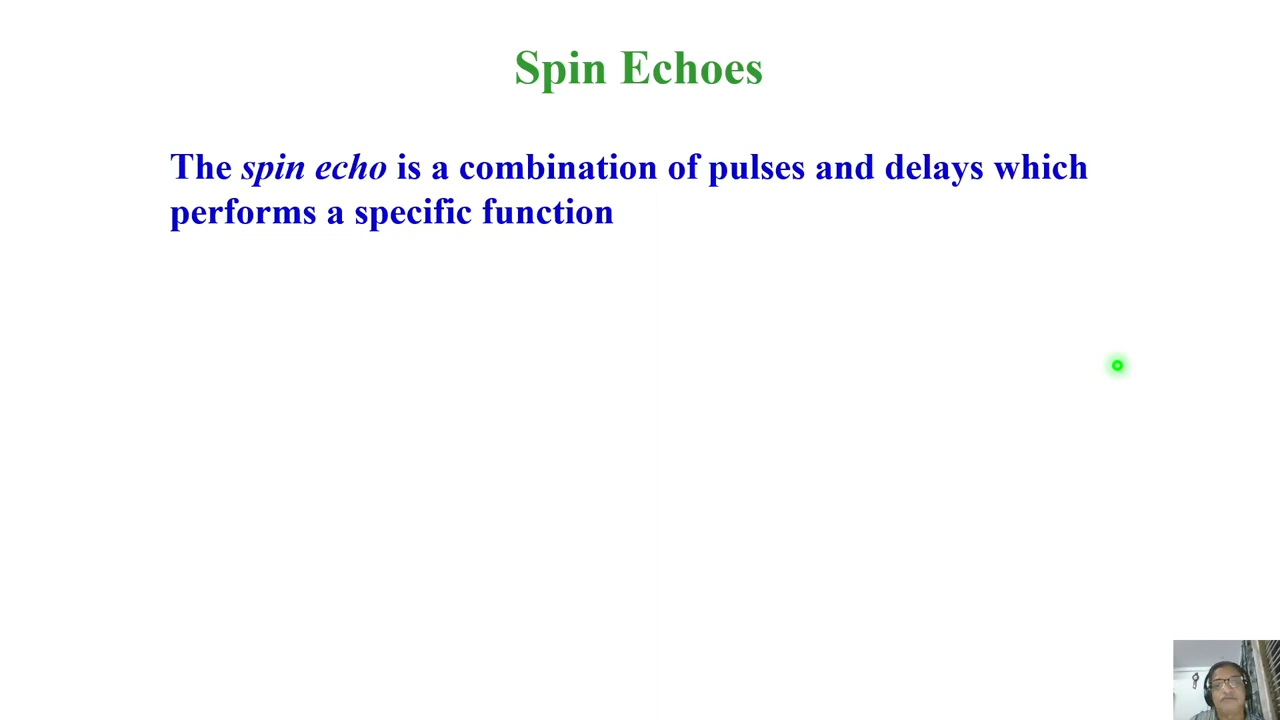 Spin Echoes
The spin echo is a combination of pulses and delays which
performs a specific function